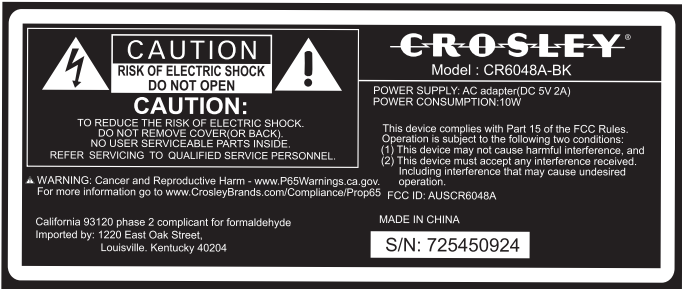 CAUTION
RISK OF ELECTRIC SHOCK
DO NOT OPEN
CAUTION:
TO REDUCE THE RISK OF ELECTRIC SHOCK.
DO NOT REMOVE COVER(OR BACK).
NO USER SERVICEABLE PARTS INSIDE.
REFER SERVICING TO QUALIFIED SERVICE PERSONNEL.
WARNING: Cancer and Reproductive Harm - www.P65Warnings.ca.gov.
For more information go to www.CrosleyBrands.com/Compliance/Prop65
California 93120 phase 2 complicant for formaldehyde
Imported by: 1220 East Oak Street,
Louisville. Kentucky 40204
CROSLEY®
Model : CR6048A-BK
POWER SUPPLY: AC adapter(DC 5V 2A)
POWER CONSUMPTION:10W
This device complies with Part 15 of the FCC Rules.
Operation is subject to the following two conditions:
(1) This device may not cause harmful interference, and
(2) This device must accept any interference received.
Including interference that may cause undesired
operation.
FCC ID: AUSCR6048A
MADE IN CHINA
S/N: 725450924